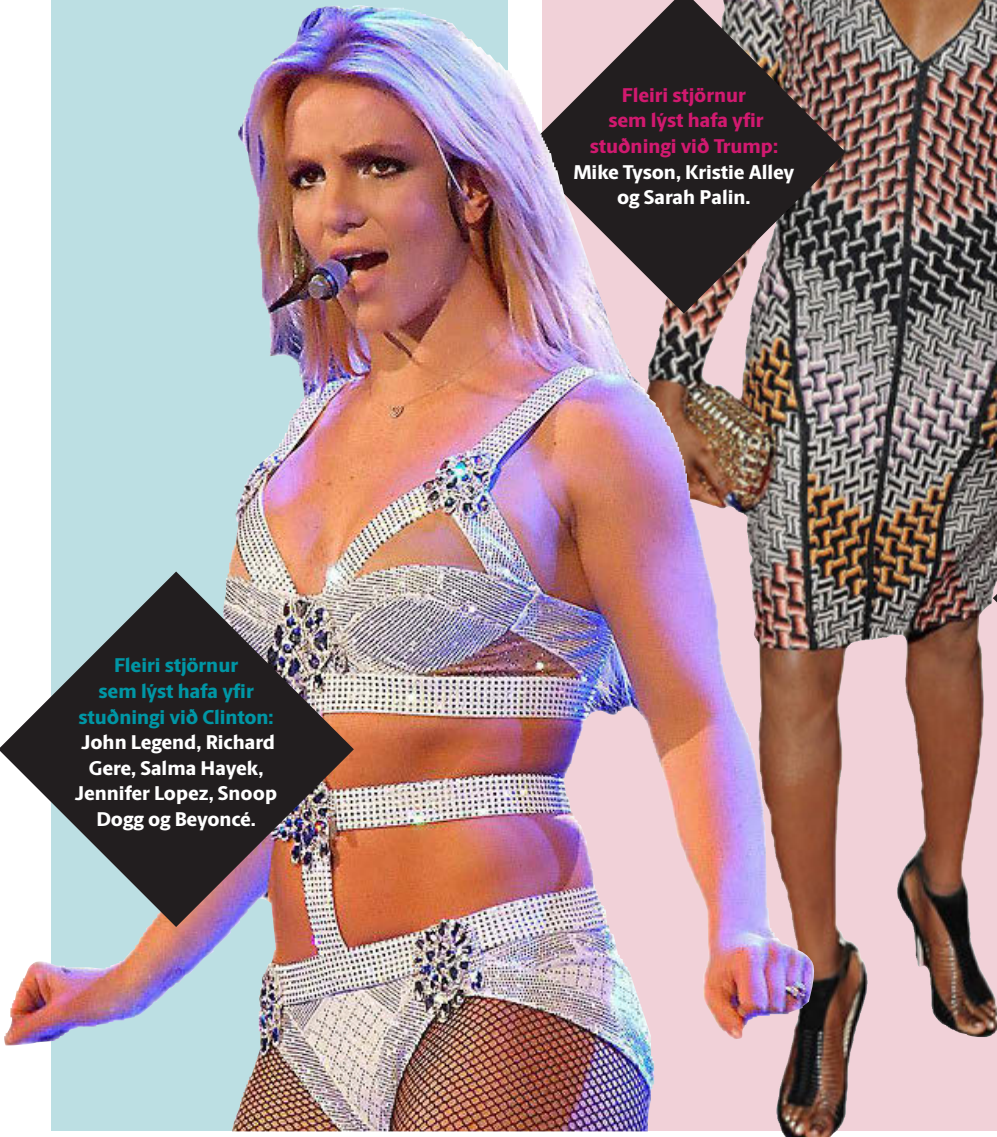 Fleiri stjörnur
sem lýst hafa yfir
stuðningi við Trump:
Mike Tyson, Kristie Alley
og Sarah Palin.
Fleiri stjörnur
sem lýst hafa yfir
stuðningi við Clinton:
John Legend, Richard
Gere, Salma Hayek,
Jennifer Lopez, Snoop
Dogg og Beyoncé.